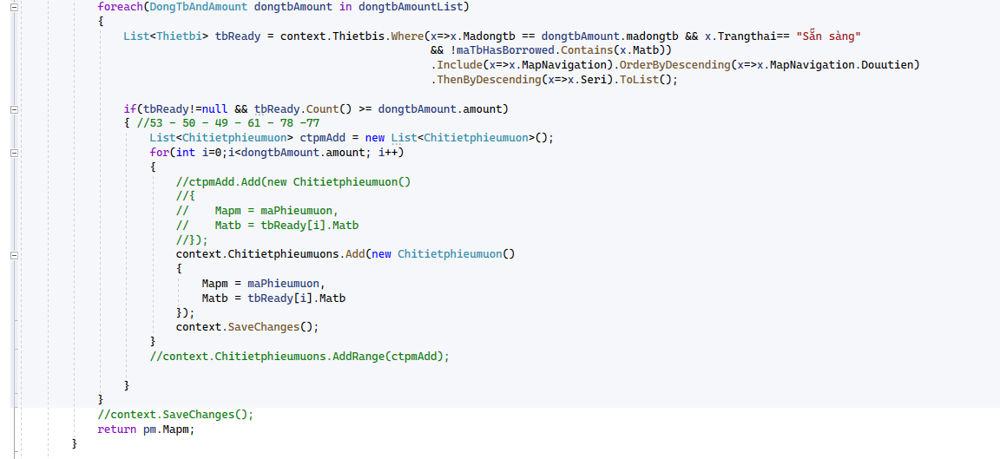 foreach(DongTbAndAmount dongtbAmount in dongtbAmountList)
{
List<Thietbi> tbReady = context.Thietbis.Where(x=>x.Madongtb == dongtbAmount.madongtb && x.Trangthai== "Sẵn sàng"
&& !maTbHasBorrowed.Contains(x.Matb))
.Include(x=>x.MapNavigation).OrderByDescending(x=>x.MapNavigation.Douutien)
.ThenByDescending(x=>x.Seri).ToList();
if(tbReady!=null && tbReady.Count() >= dongtbAmount.amount)
{ //53 - 50 - 49 - 61 - 78 -77
List<Chitietphieumuon> ctpmAdd = new List<Chitietphieumuon>();
for(int i=0;i<dongtbAmount.amount; i++)
{
//ctpmAdd.Add(new Chitietphieumuon()
//{
//    Mapm = maPhieumuon,
//    Matb = tbReady[i].Matb
//});
context.Chitietphieumuons.Add(new Chitietphieumuon()
{
Mapm = maPhieumuon,
Matb = tbReady[i].Matb
});
context.SaveChanges();
}
//context.Chitietphieumuons.AddRange(ctpmAdd);
}
}
//context.SaveChanges();
return pm.Mapm;
}